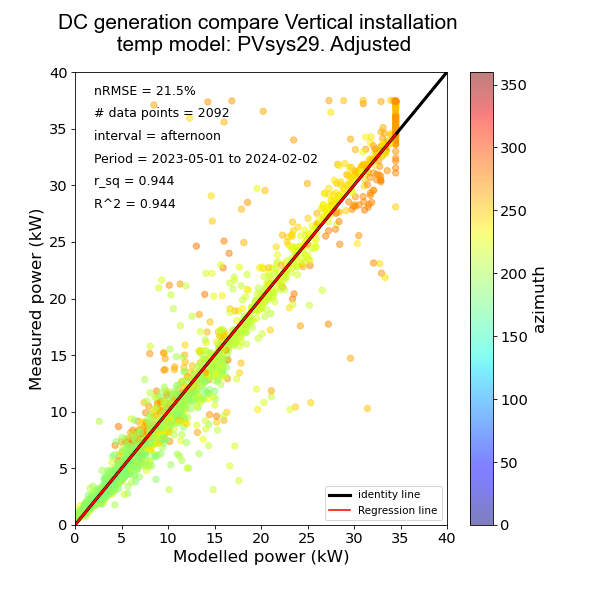 DC generation compare Vertical installation
temp model: PVsys29. Adjusted
nRMSE = 21.5%
# data points = 2092
interval = afternoon
Period = 2023-05-01 to 2024-02-02
r_sq = 0.944
R^2 = 0.944
Measured power (kW)
40
35
30
25
20
15
10
5
0
0 5 10 15 20 25 30 35 40
Modelled power (kW)
identity line
Regression line
350
300
250
200
150
100
50
0
azimuth